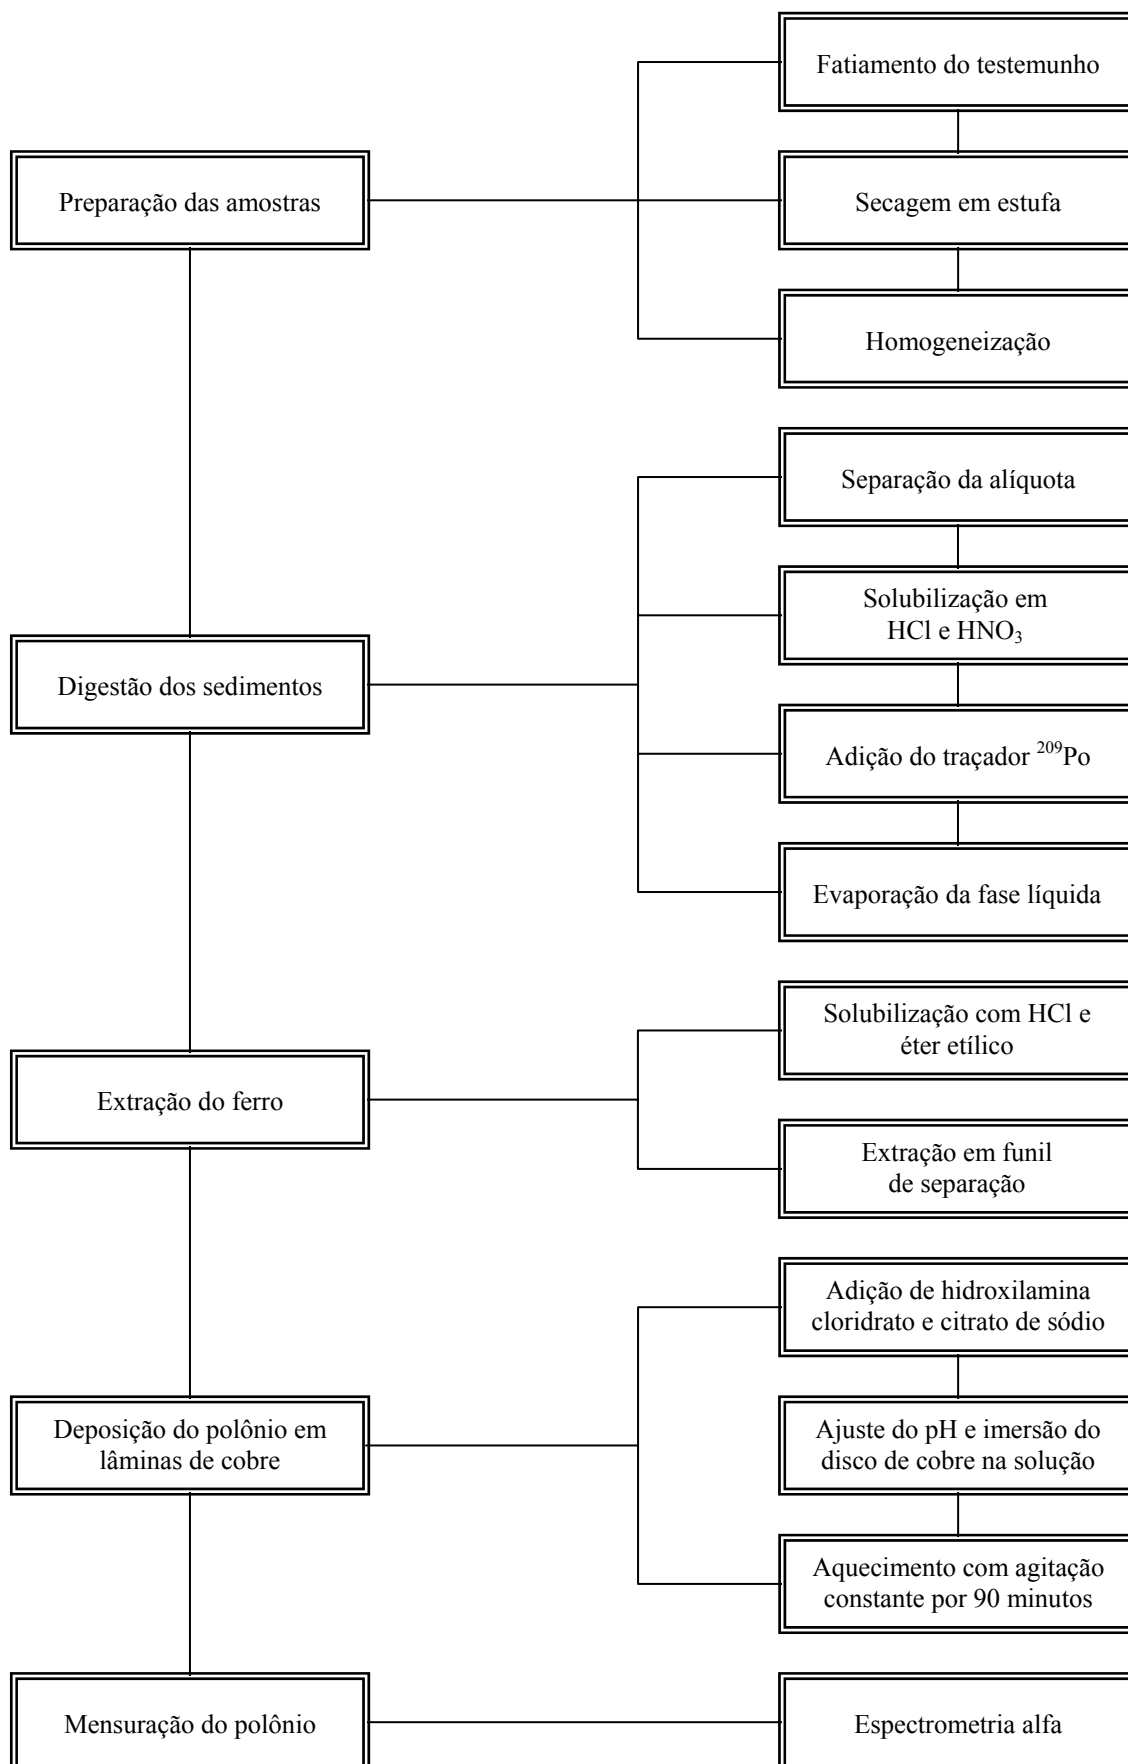 Preparação das amostras
Fatiamento do testemunho
Secagem em estufa
Homogeneização
Digestão dos sedimentos
Separação da alíquota
Solubilização em
HCl e HNO₃
Adição do traçador ²⁰⁹Po
Evaporação da fase líquida
Extração do ferro
Solubilização com HCl e
éter etílico
Extração em funil
de separação
Deposição do polônio em
lâminas de cobre
Adição de hidroxilamina
cloridrato e citrato de sódio
Ajuste do pH e imersão do
disco de cobre na solução
Aquecimento com agitação
constante por 90 minutos
Mensuração do polônio
Espectrometria alfa